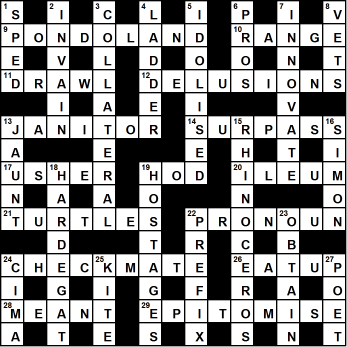 S I C L I P I V
PONDOLAND RANGE
E V L D O O N T
DRAWL DELUSIONS
I A E I V
JANITOR SURPASS
A E E H T I
USHER HOD ILEUM
N A A O N O
TURTLES PRONOUN
D T R C B
CHECKMATE EATUP
I G I G F R A O
MEANT EPITOMISE
A T E S X S N T